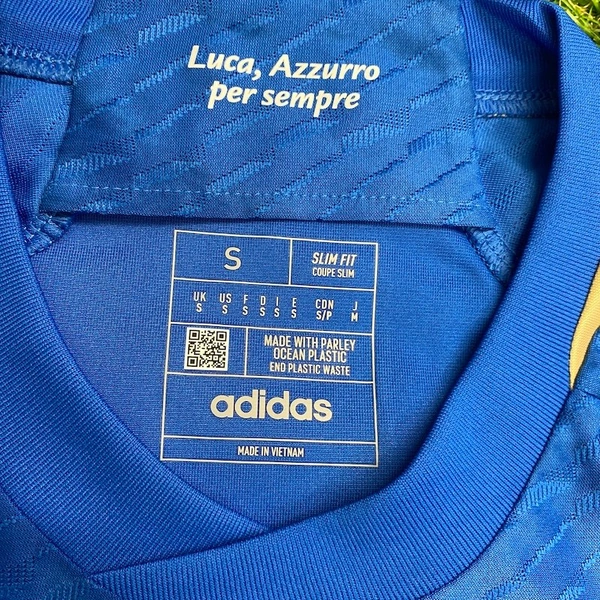 Luca, Azzurro
per sempre
S
SLIM FIT
COUPE SLIM
UK US F D I E CDN J
S S S S S S S/P M
MADE WITH PARLEY
OCEAN PLASTIC
END PLASTIC WASTE
adidas
MADE IN VIETNAM